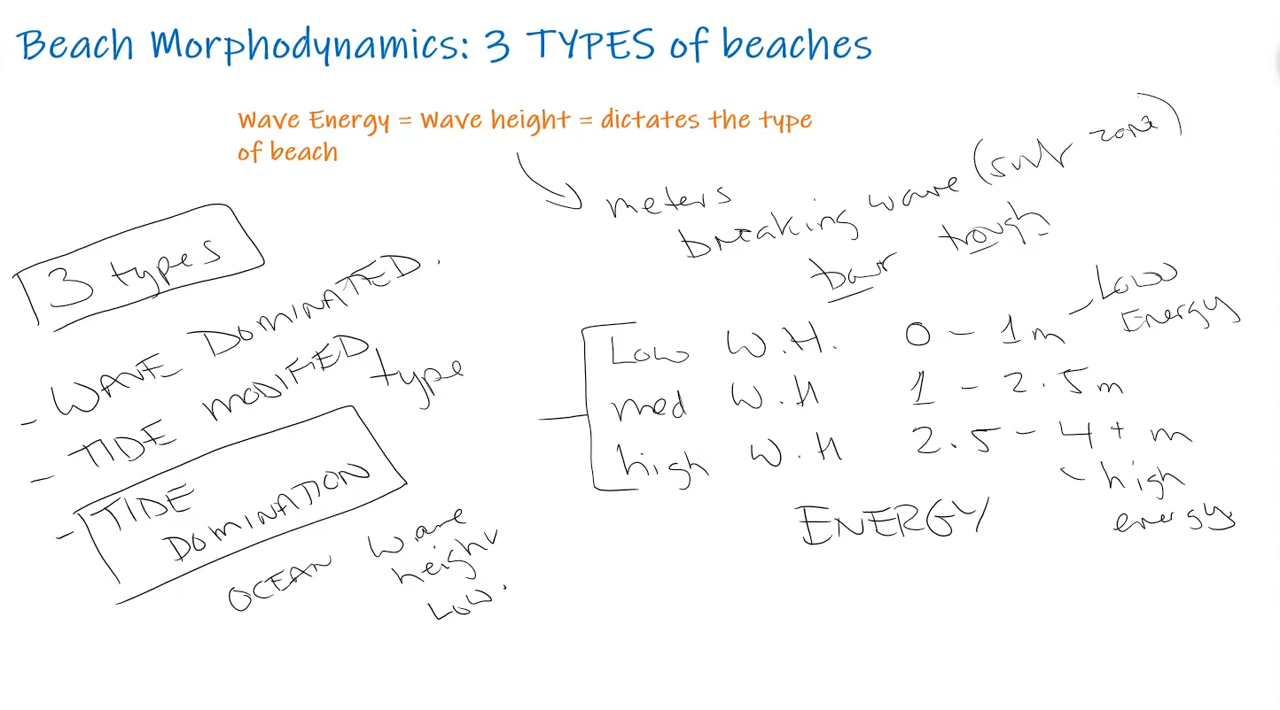 Beach Morphodynamics: 3 TYPES of beaches
Wave Energy = Wave height = dictates the type
of beach
meters
breaking wave (surf zone)
bar trough
3 types
- WAVE DOMINATED.
- TIDE MODIFIED type
- TIDE
DOMINATION
OCEAN wave
height
Low.
Low W.H. 0 - 1m - Low
Energy
med W.H 1 - 2.5m
high W.H 2.5 - 4+ m
- high
energy.
ENERGY